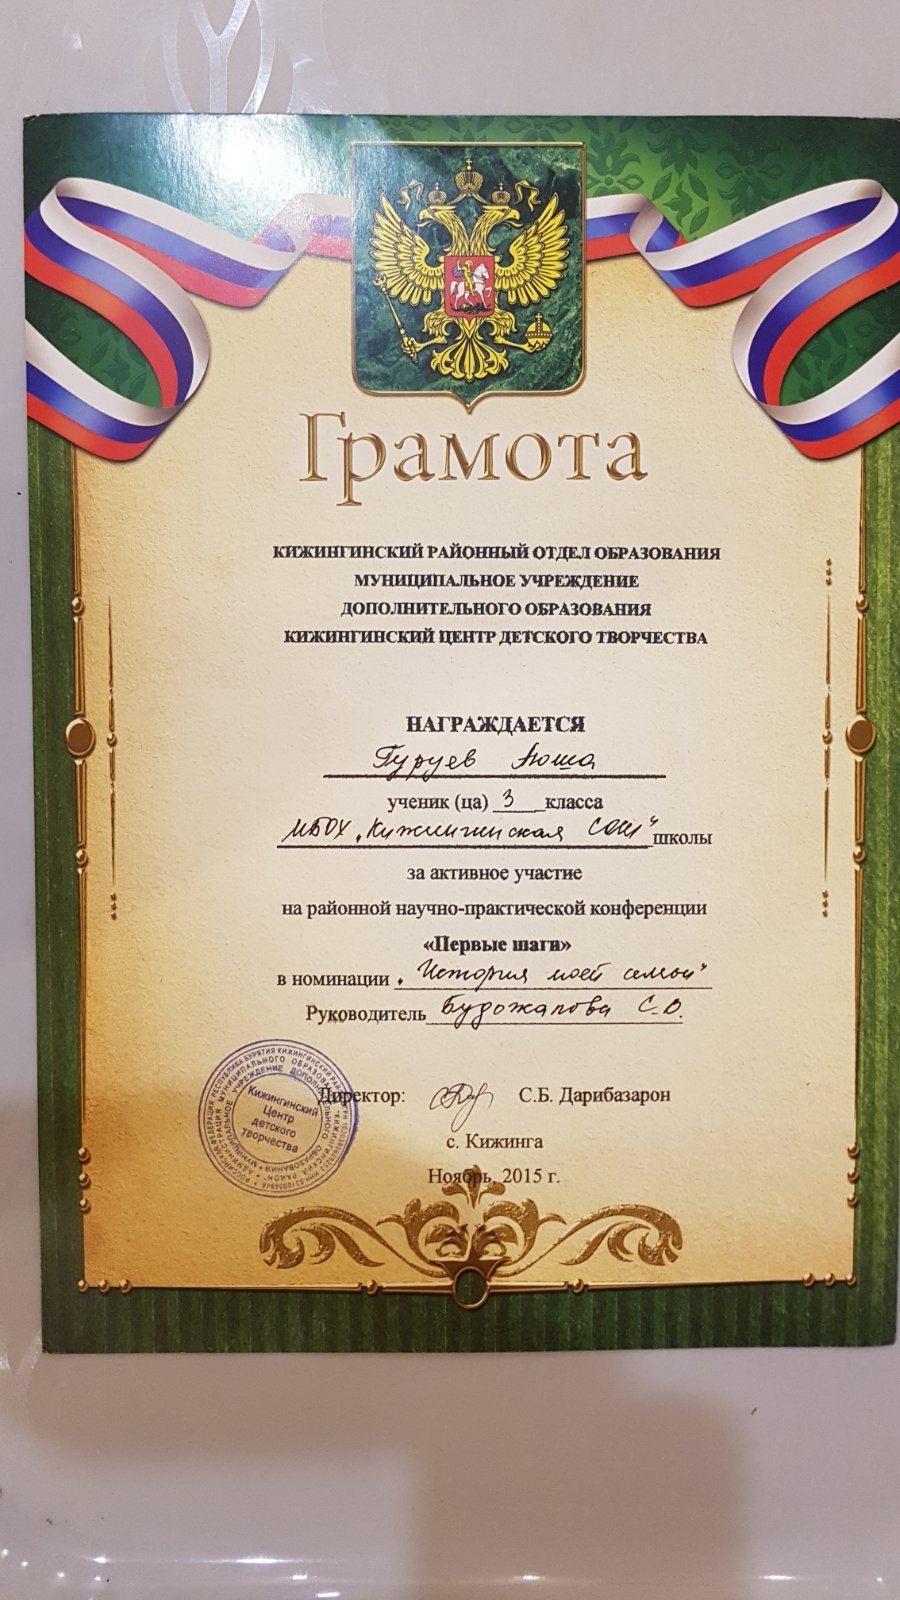 Грамота
КИЖИНГИНСКИЙ РАЙОННЫЙ ОТДЕЛ ОБРАЗОВАНИЯ
МУНИЦИПАЛЬНОЕ УЧРЕЖДЕНИЕ
ДОПОЛНИТЕЛЬНОГО ОБРАЗОВАНИЯ
КИЖИНГИНСКИЙ ЦЕНТР ДЕТСКОГО ТВОРЧЕСТВА
НАГРАЖДАЕТСЯ
Гуруев Аюша
ученик (ца) 3 класса
"Кижингинская СОШ" школы
за активное участие
на районной научно-практической конференции
«Первые шаги»
в номинации "История моей семьи"
Руководитель Будожапова С.
Директор: С.Б. Дарибазарон
с. Кижинга
Ноябрь, 2015 г.
Кижингинский
Центр
детского
творчества